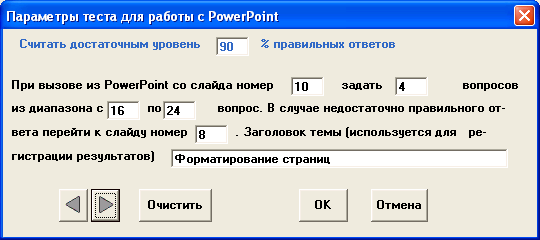 Параметры теста для работы с PowerPoint
Считать достаточным уровень 90 % правильных ответов
При вызове из PowerPoint со слайда номер 10 задать 4 вопросов
из диапазона с 16 по 24 вопрос. В случае недостаточно правильного от-
вета перейти к слайду номер 8 . Заголовок темы (используется для ре-
гистрации результатов) Форматирование страниц
Очистить OK Отмена